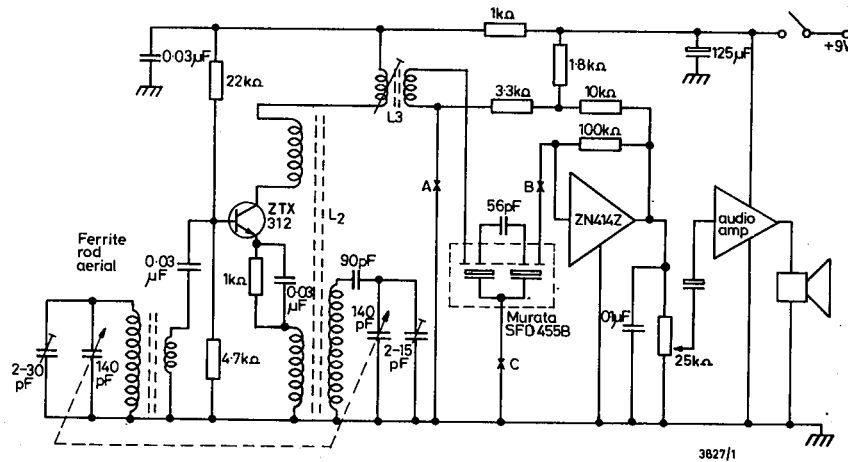 1kΩ
+9V
0·03μF
125μF
22kΩ
1·8kΩ
3·3kΩ
10kΩ
L3
100kΩ
A
B
ZTX
312
L2
56pF
ZN414Z
audio
amp
Ferrite
rod
aerial
0·03
μF
90pF
1kΩ
0·03
μF
140
pF
Murata
SFD 455B
2-15
pF
01μF
2-30
pF
140
pF
4·7kΩ
C
25kΩ
3827/1